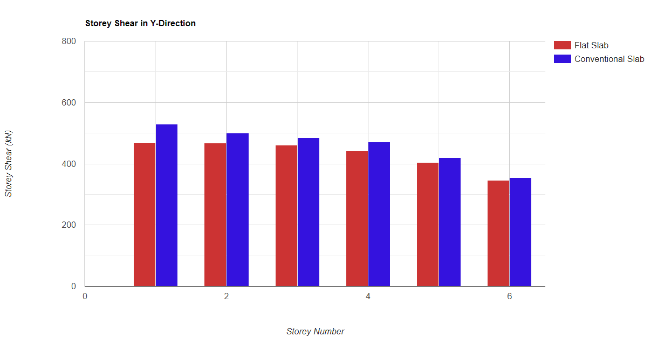 Storey Shear in Y-Direction
Flat Slab
Conventional Slab
Storey Shear (kN)
800
600
400
200
0
0 2 4 6
Storey Number